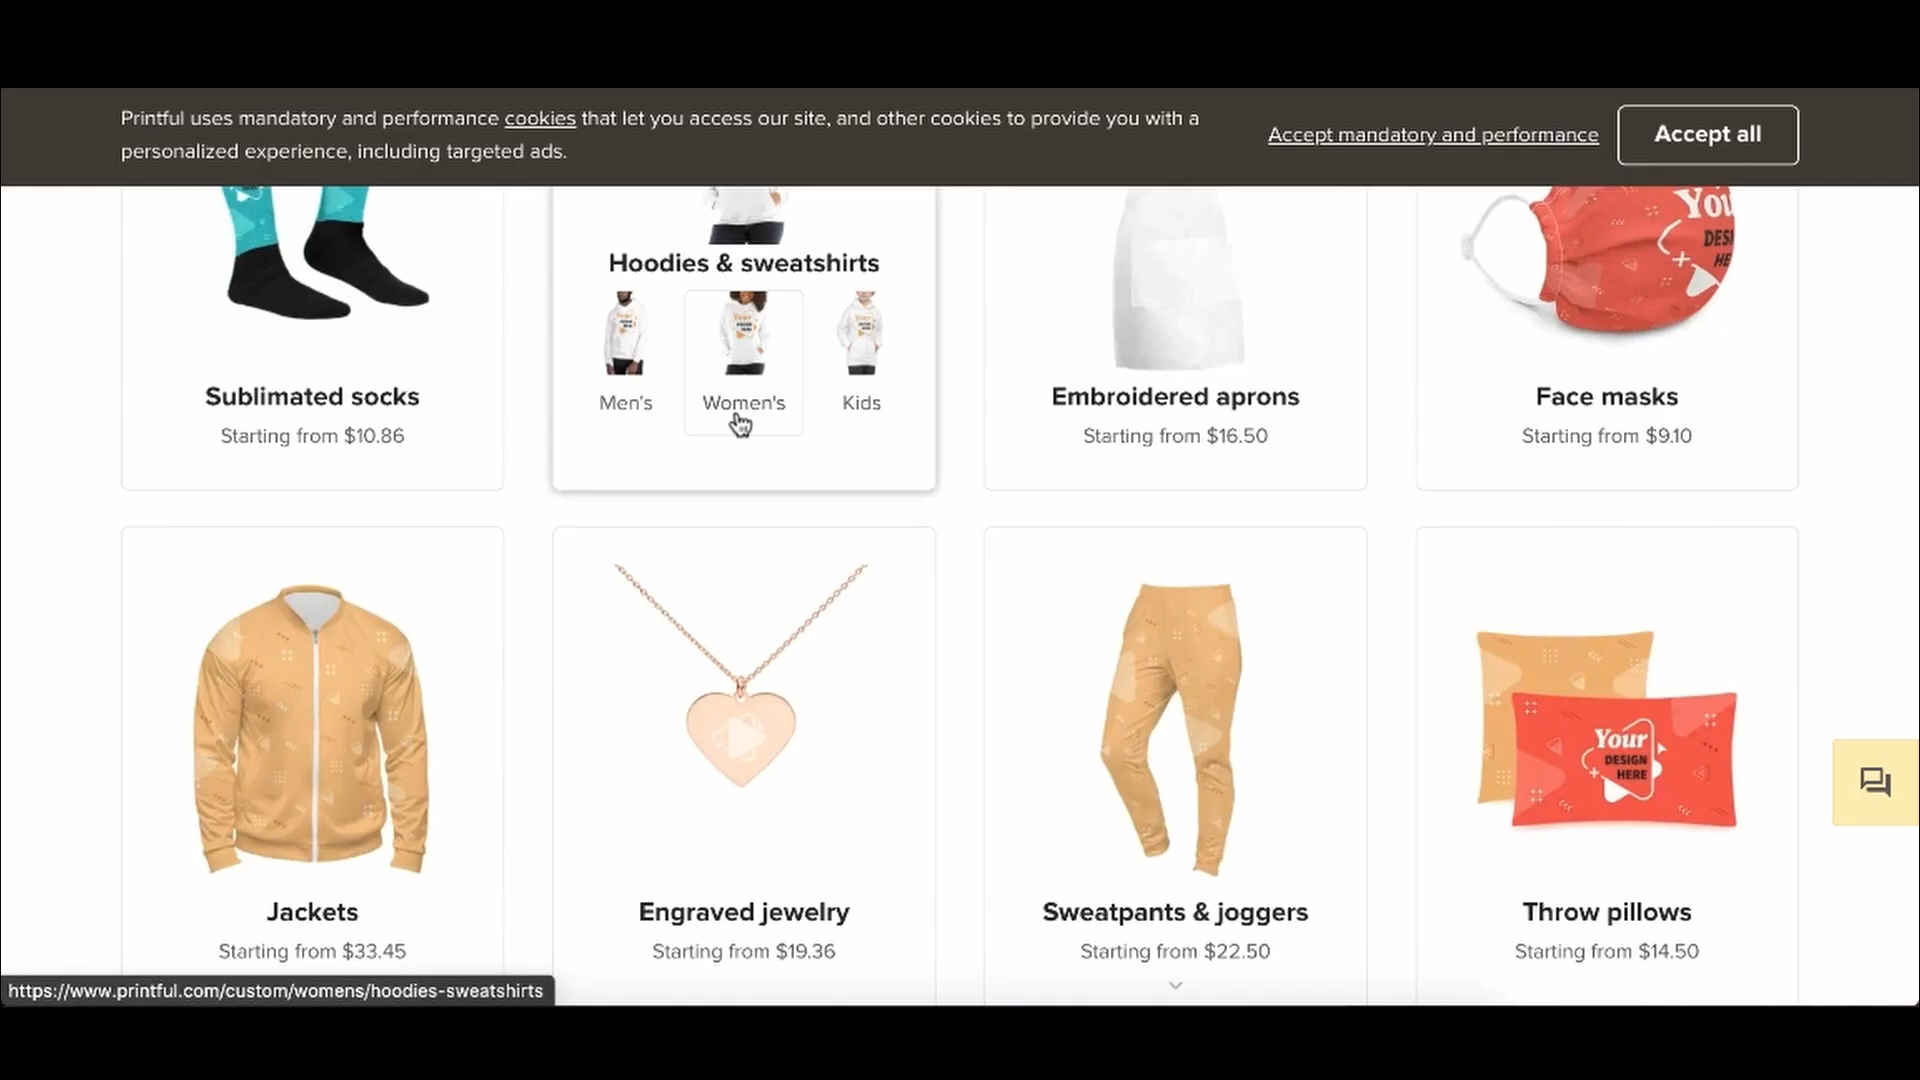 Printful uses mandatory and performance cookies that let you access our site, and other cookies to provide you with a
personalized experience, including targeted ads.
Accept mandatory and performance
Accept all
Hoodies & sweatshirts
Men's
Women's
Kids
Sublimated socks
Starting from $10.86
Embroidered aprons
Starting from $16.50
You
DESI
HE
Face masks
Starting from $9.10
Your
DESIGN
HERE
Jackets
Starting from $33.45
Engraved jewelry
Starting from $19.36
Sweatpants & joggers
Starting from $22.50
Throw pillows
Starting from $14.50
https://www.printful.com/custom/womens/hoodies-sweatshirts